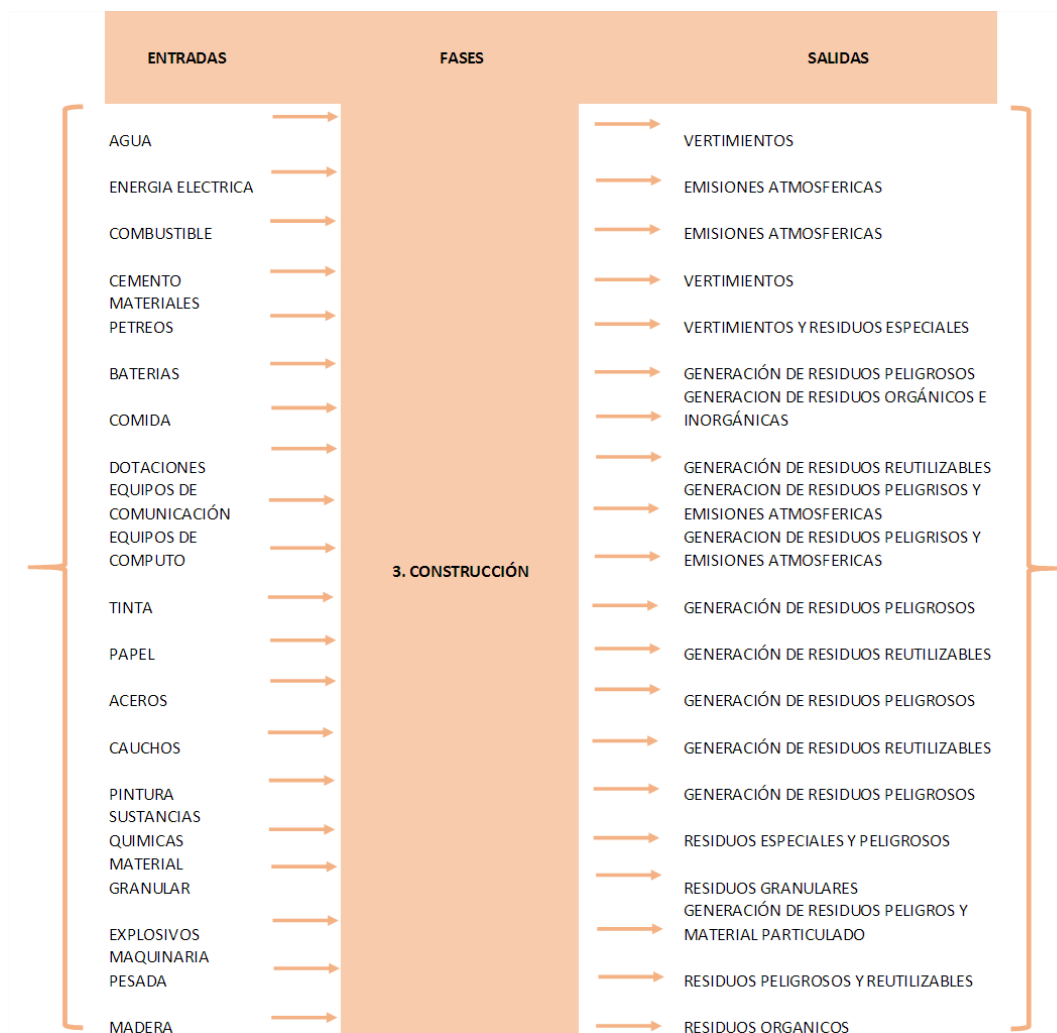 ENTRADAS FASES SALIDAS
AGUA VERTIMIENTOS
ENERGIA ELECTRICA EMISIONES ATMOSFERICAS
COMBUSTIBLE EMISIONES ATMOSFERICAS
CEMENTO VERTIMIENTOS
MATERIALES
PETREOS VERTIMIENTOS Y RESIDUOS ESPECIALES
BATERIAS GENERACIÓN DE RESIDUOS PELIGROSOS
GENERACION DE RESIDUOS ORGÁNICOS E
COMIDA INORGÁNICAS
DOTACIONES GENERACIÓN DE RESIDUOS REUTILIZABLES
EQUIPOS DE GENERACION DE RESIDUOS PELIGRISOS Y
COMUNICACIÓN EMISIONES ATMOSFERICAS
EQUIPOS DE GENERACION DE RESIDUOS PELIGRISOS Y
COMPUTO EMISIONES ATMOSFERICAS
3. CONSTRUCCIÓN
TINTA GENERACIÓN DE RESIDUOS PELIGROSOS
PAPEL GENERACIÓN DE RESIDUOS REUTILIZABLES
ACEROS GENERACIÓN DE RESIDUOS PELIGROSOS
CAUCHOS GENERACIÓN DE RESIDUOS REUTILIZABLES
PINTURA GENERACIÓN DE RESIDUOS PELIGROSOS
SUSTANCIAS
QUIMICAS RESIDUOS ESPECIALES Y PELIGROSOS
MATERIAL
GRANULAR RESIDUOS GRANULARES
GENERACIÓN DE RESIDUOS PELIGROS Y
EXPLOSIVOS MATERIAL PARTICULADO
MAQUINARIA
PESADA RESIDUOS PELIGROSOS Y REUTILIZABLES
MADERA RESIDUOS ORGANICOS